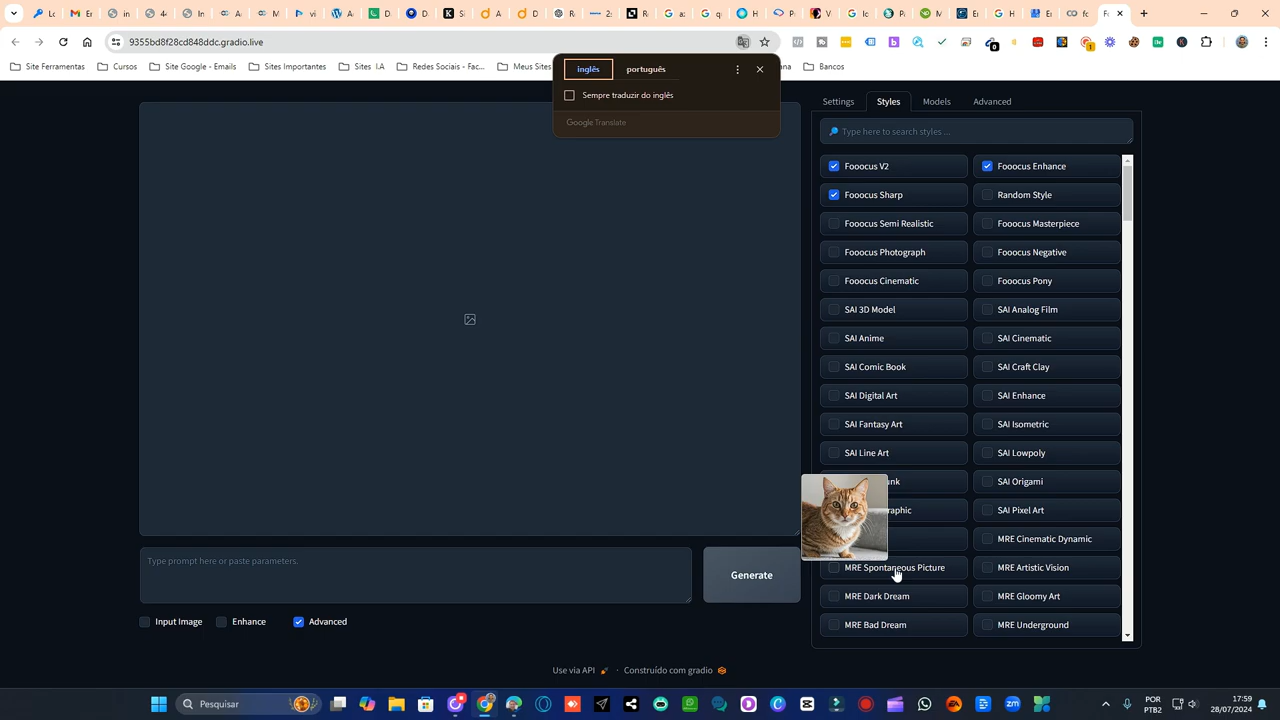 9355bd8f28cd848ddc.gradio.live
Site Ferramentas
Cursos
Site Google - Emails
Sites Importantes
Sites I.A
Redes Sociais - Fac...
Meus Sites
Bancos
inglês
português
Sempre traduzir do inglês
Google Translate
Settings
Styles
Models
Advanced
Type here to search styles ...
Fooocus V2
Fooocus Enhance
Fooocus Sharp
Random Style
Fooocus Semi Realistic
Fooocus Masterpiece
Fooocus Photograph
Fooocus Negative
Fooocus Cinematic
Fooocus Pony
SAI 3D Model
SAI Analog Film
SAI Anime
SAI Cinematic
SAI Comic Book
SAI Craft Clay
SAI Digital Art
SAI Enhance
SAI Fantasy Art
SAI Isometric
SAI Line Art
SAI Lowpoly
SAI Origami
SAI Pixel Art
MRE Cinematic Dynamic
MRE Spontaneous Picture
MRE Artistic Vision
MRE Dark Dream
MRE Gloomy Art
MRE Bad Dream
MRE Underground
Type prompt here or paste parameters.
Generate
Input Image
Enhance
Advanced
Use via API
·
Construído com gradio
Pesquisar
POR
PTB2
17:59
28/07/2024